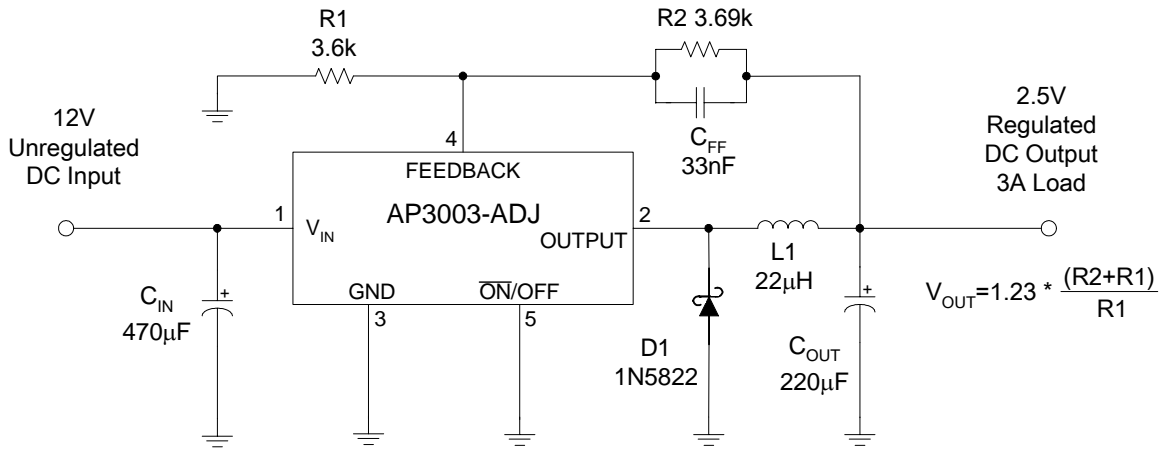 R1
3.6k
R2 3.69k
C_FF
33nF
12V
Unregulated
DC Input
2.5V
Regulated
DC Output
3A Load
4
FEEDBACK
AP3003-ADJ
1
V_IN
OUTPUT
2
GND
O̅N̅/OFF
3
5
C_IN
470μF
L1
22μH
D1
1N5822
C_OUT
220μF
V_OUT=1.23 * (R2+R1)
R1
+
+